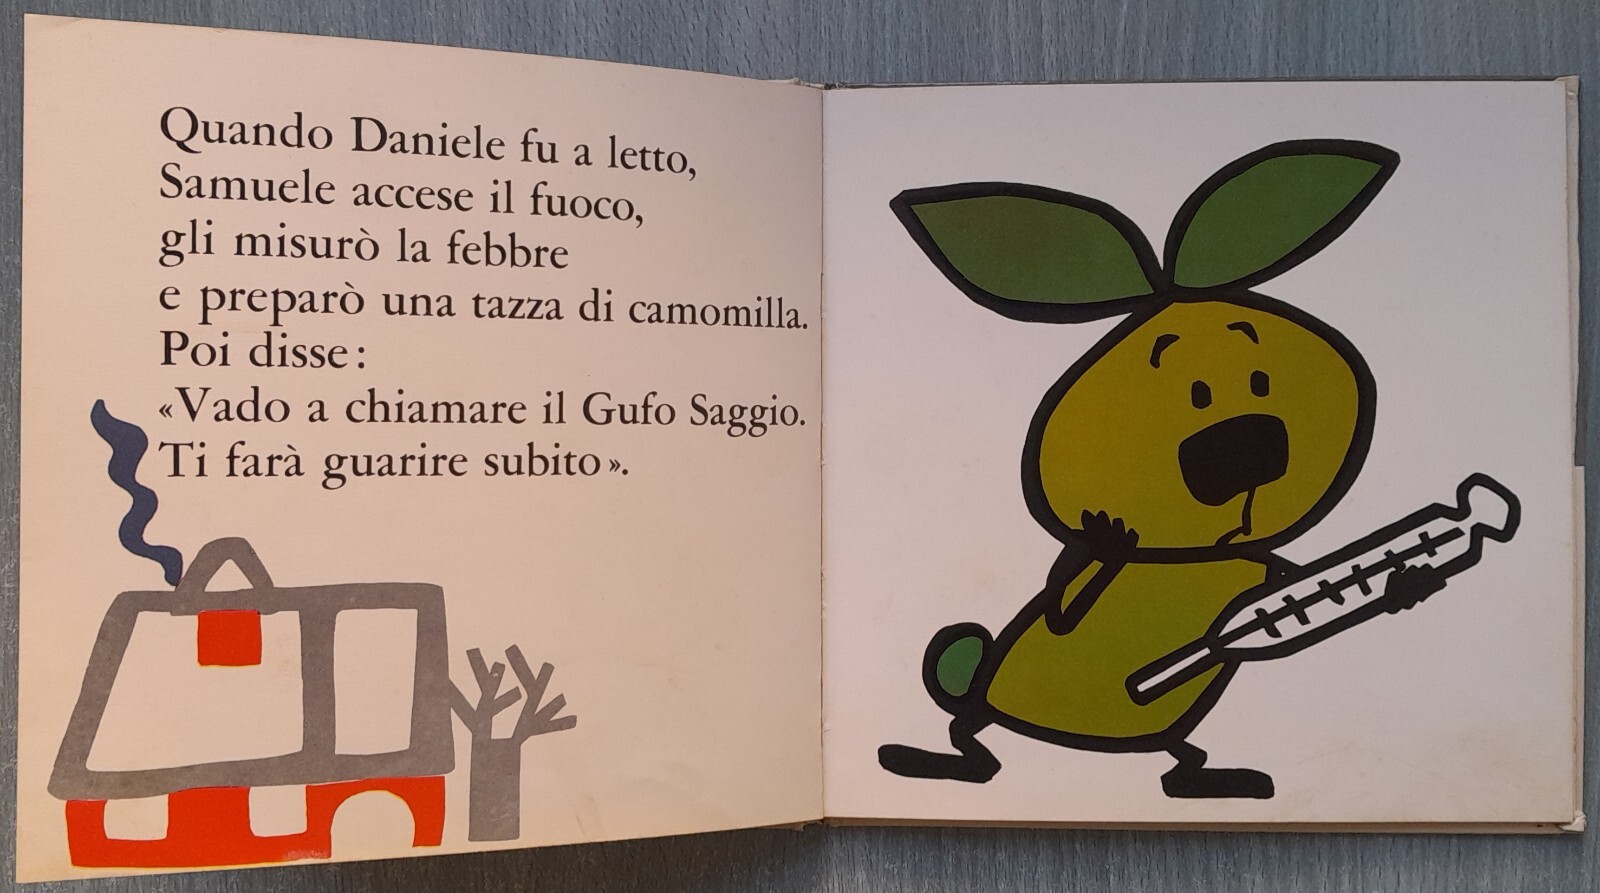 Quando Daniele fu a letto,
Samuele accese il fuoco,
gli misurò la febbre
e preparò una tazza di camomilla.
Poi disse:
«Vado a chiamare il Gufo Saggio.
Ti farà guarire subito».